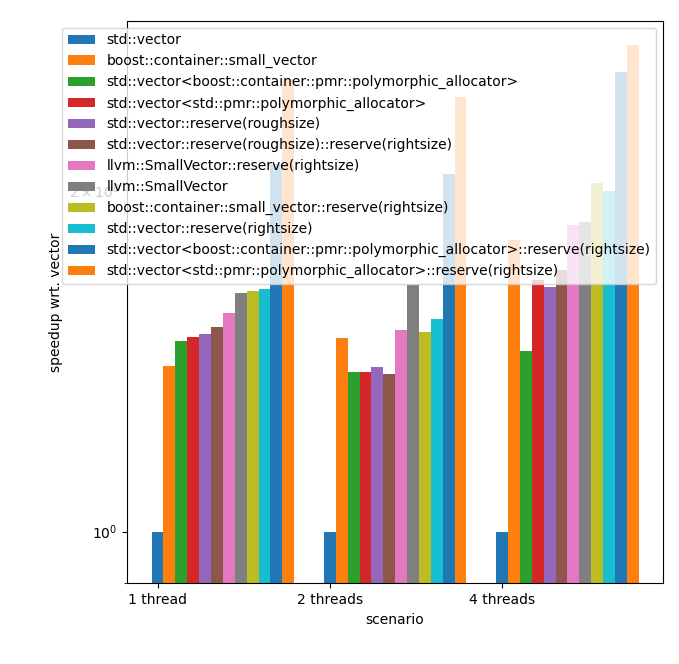 std::vector
boost::container::small_vector
std::vector<boost::container::pmr::polymorphic_allocator>
std::vector<std::pmr::polymorphic_allocator>
std::vector::reserve(roughsize)
std::vector::reserve(roughsize)::reserve(rightsize)
llvm::SmallVector::reserve(rightsize)
llvm::SmallVector
boost::container::small_vector::reserve(rightsize)
std::vector::reserve(rightsize)
std::vector<boost::container::pmr::polymorphic_allocator>::reserve(rightsize)
std::vector<std::pmr::polymorphic_allocator>::reserve(rightsize)
speedup wrt. vector
10⁰
1 thread
2 threads
4 threads
scenario